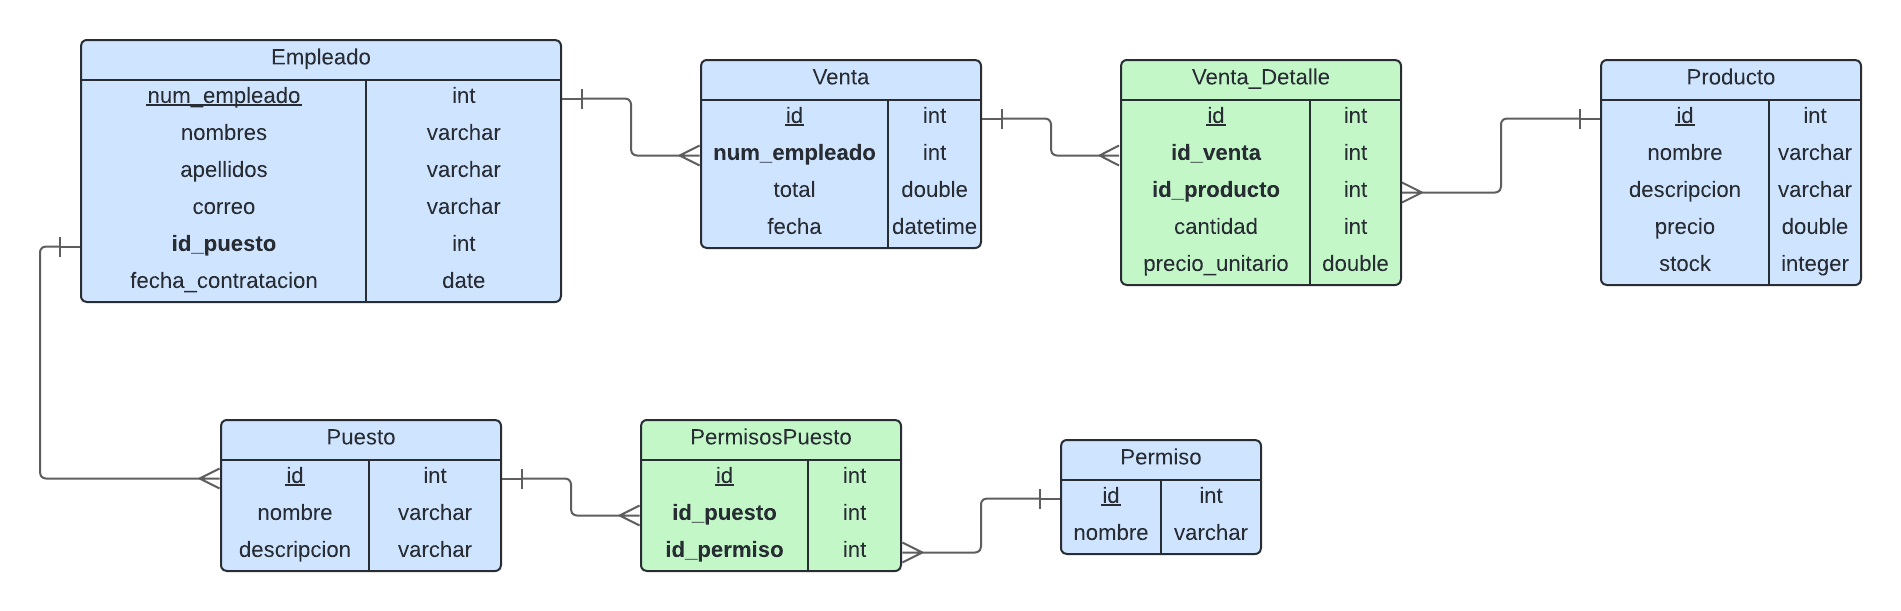 Empleado
num_empleado int
nombres varchar
apellidos varchar
correo varchar
id_puesto int
fecha_contratacion date
Venta
id int
num_empleado int
total double
fecha datetime
Venta_Detalle
id int
id_venta int
id_producto int
cantidad int
precio_unitario double
Producto
id int
nombre varchar
descripcion varchar
precio double
stock integer
Puesto
id int
nombre varchar
descripcion varchar
PermisosPuesto
id int
id_puesto int
id_permiso int
Permiso
id int
nombre varchar